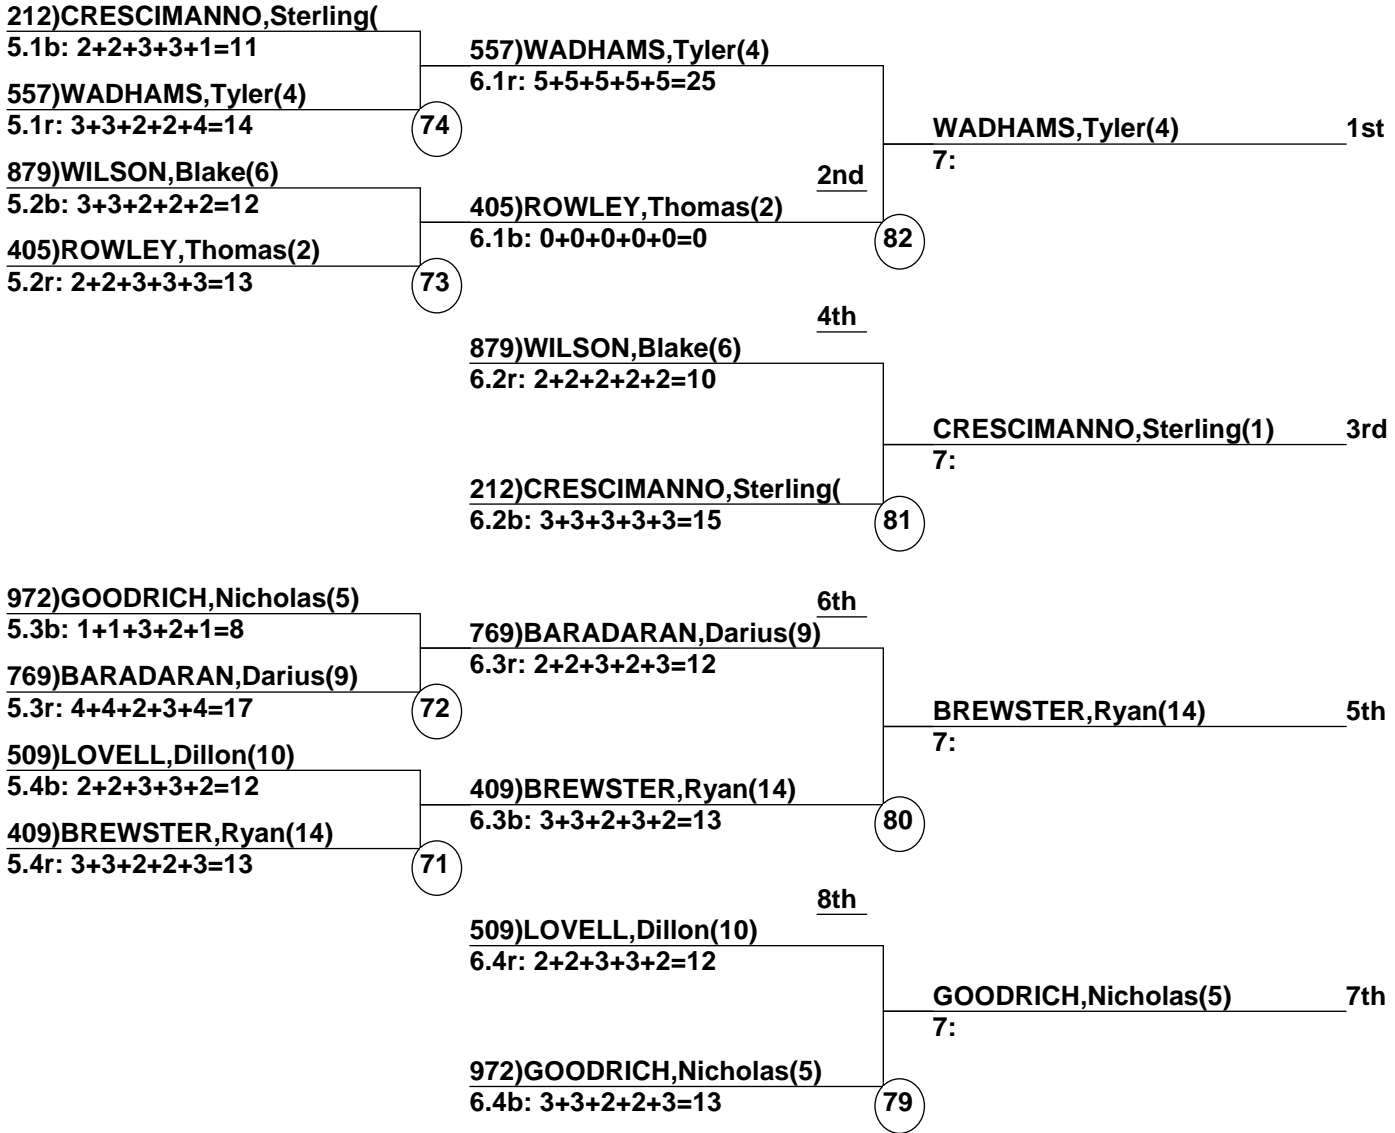 212)CRESCIMANNO,Sterling(
5.1b: 2+2+3+3+1=11
557)WADHAMS,Tyler(4)
5.1r: 3+3+2+2+4=14
74
879)WILSON,Blake(6)
5.2b: 3+3+2+2+2=12
405)ROWLEY,Thomas(2)
5.2r: 2+2+3+3+3=13
73
557)WADHAMS,Tyler(4)
6.1r: 5+5+5+5+5=25
2nd
405)ROWLEY,Thomas(2)
6.1b: 0+0+0+0+0=0
82
WADHAMS,Tyler(4)
1st
7:
4th
879)WILSON,Blake(6)
6.2r: 2+2+2+2+2=10
212)CRESCIMANNO,Sterling(
6.2b: 3+3+3+3+3=15
81
CRESCIMANNO,Sterling(1)
3rd
7:
972)GOODRICH,Nicholas(5)
5.3b: 1+1+3+2+1=8
769)BARADARAN,Darius(9)
5.3r: 4+4+2+3+4=17
72
509)LOVELL,Dillon(10)
5.4b: 2+2+3+3+2=12
409)BREWSTER,Ryan(14)
5.4r: 3+3+2+2+3=13
71
6th
769)BARADARAN,Darius(9)
6.3r: 2+2+3+2+3=12
409)BREWSTER,Ryan(14)
6.3b: 3+3+2+3+2=13
80
BREWSTER,Ryan(14)
5th
7:
8th
509)LOVELL,Dillon(10)
6.4r: 2+2+3+3+2=12
972)GOODRICH,Nicholas(5)
6.4b: 3+3+2+2+3=13
79
GOODRICH,Nicholas(5)
7th
7: